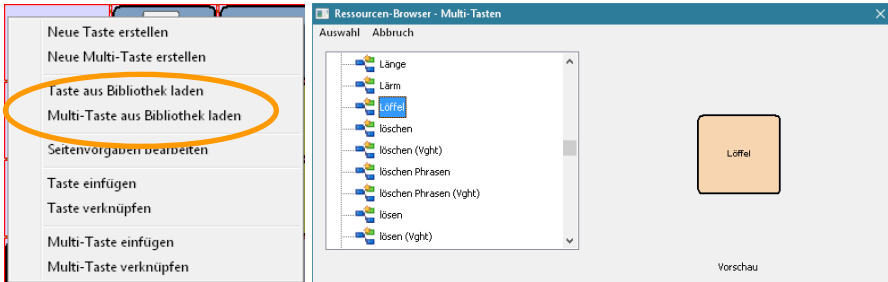 Neue Taste erstellen
Neue Multi-Taste erstellen
Taste aus Bibliothek laden
Multi-Taste aus Bibliothek laden
Seitenvorgaben bearbeiten
Taste einfügen
Taste verknüpfen
Multi-Taste einfügen
Multi-Taste verknüpfen
Ressourcen-Browser - Multi-Tasten
Auswahl Abbruch
Länge
Lärm
Löffel
löschen
löschen (Vght)
löschen Phrasen
löschen Phrasen (Vght)
lösen
lösen (Vght)
Löffel
Vorschau